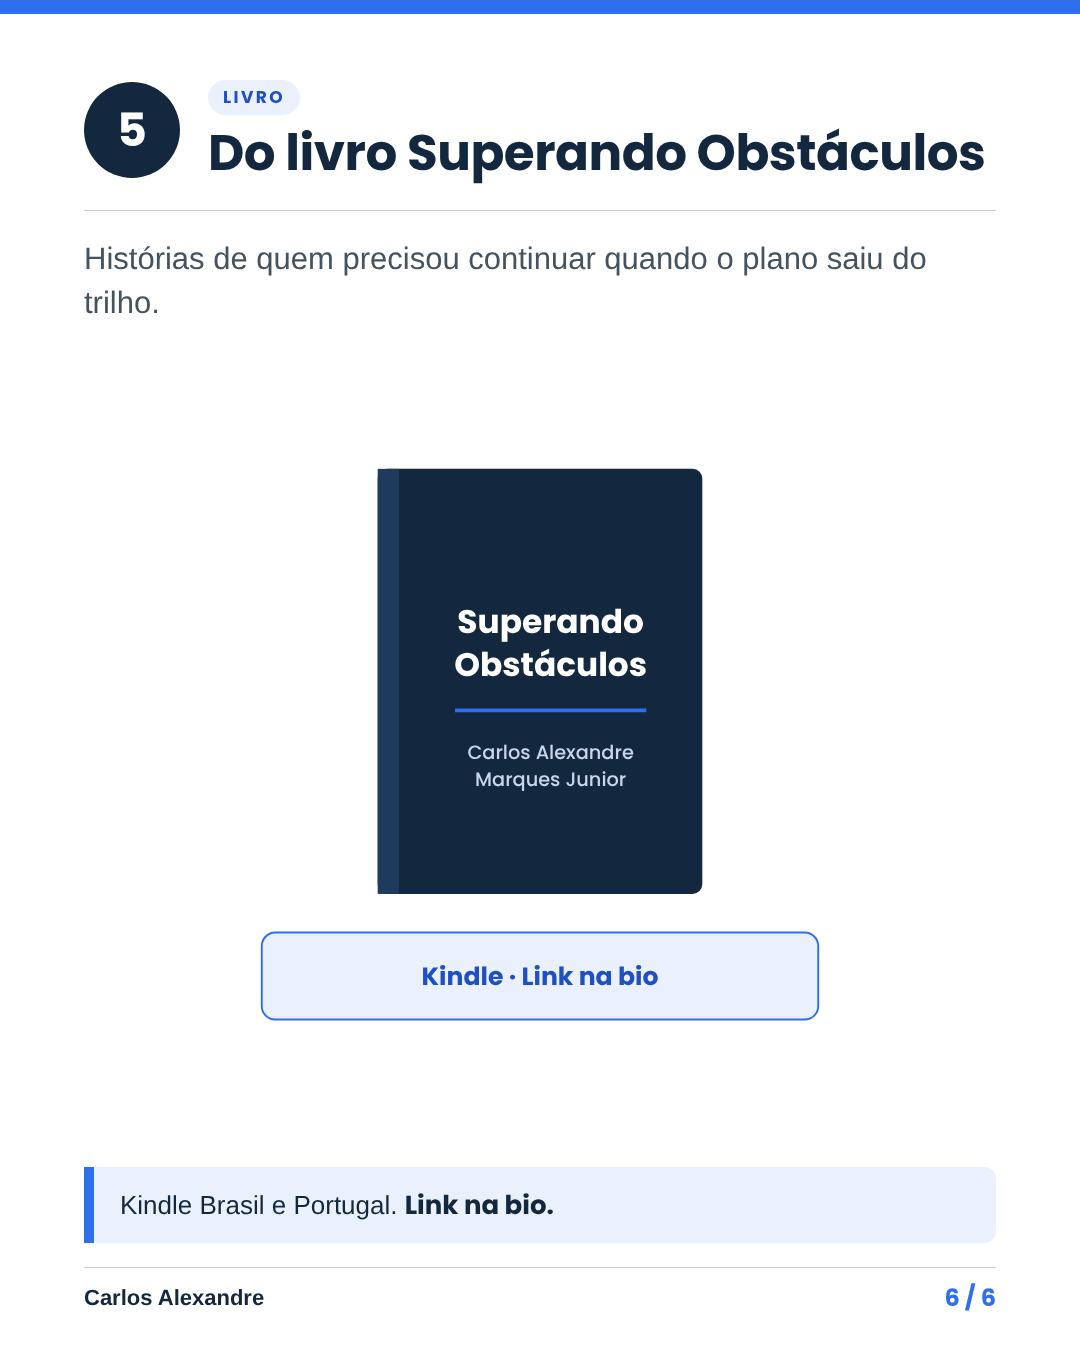 5
LIVRO
Do livro Superando Obstáculos
Histórias de quem precisou continuar quando o plano saiu do
trilho.
Superando
Obstáculos
Carlos Alexandre
Marques Junior
Kindle · Link na bio
Kindle Brasil e Portugal. Link na bio.
Carlos Alexandre
6 / 6